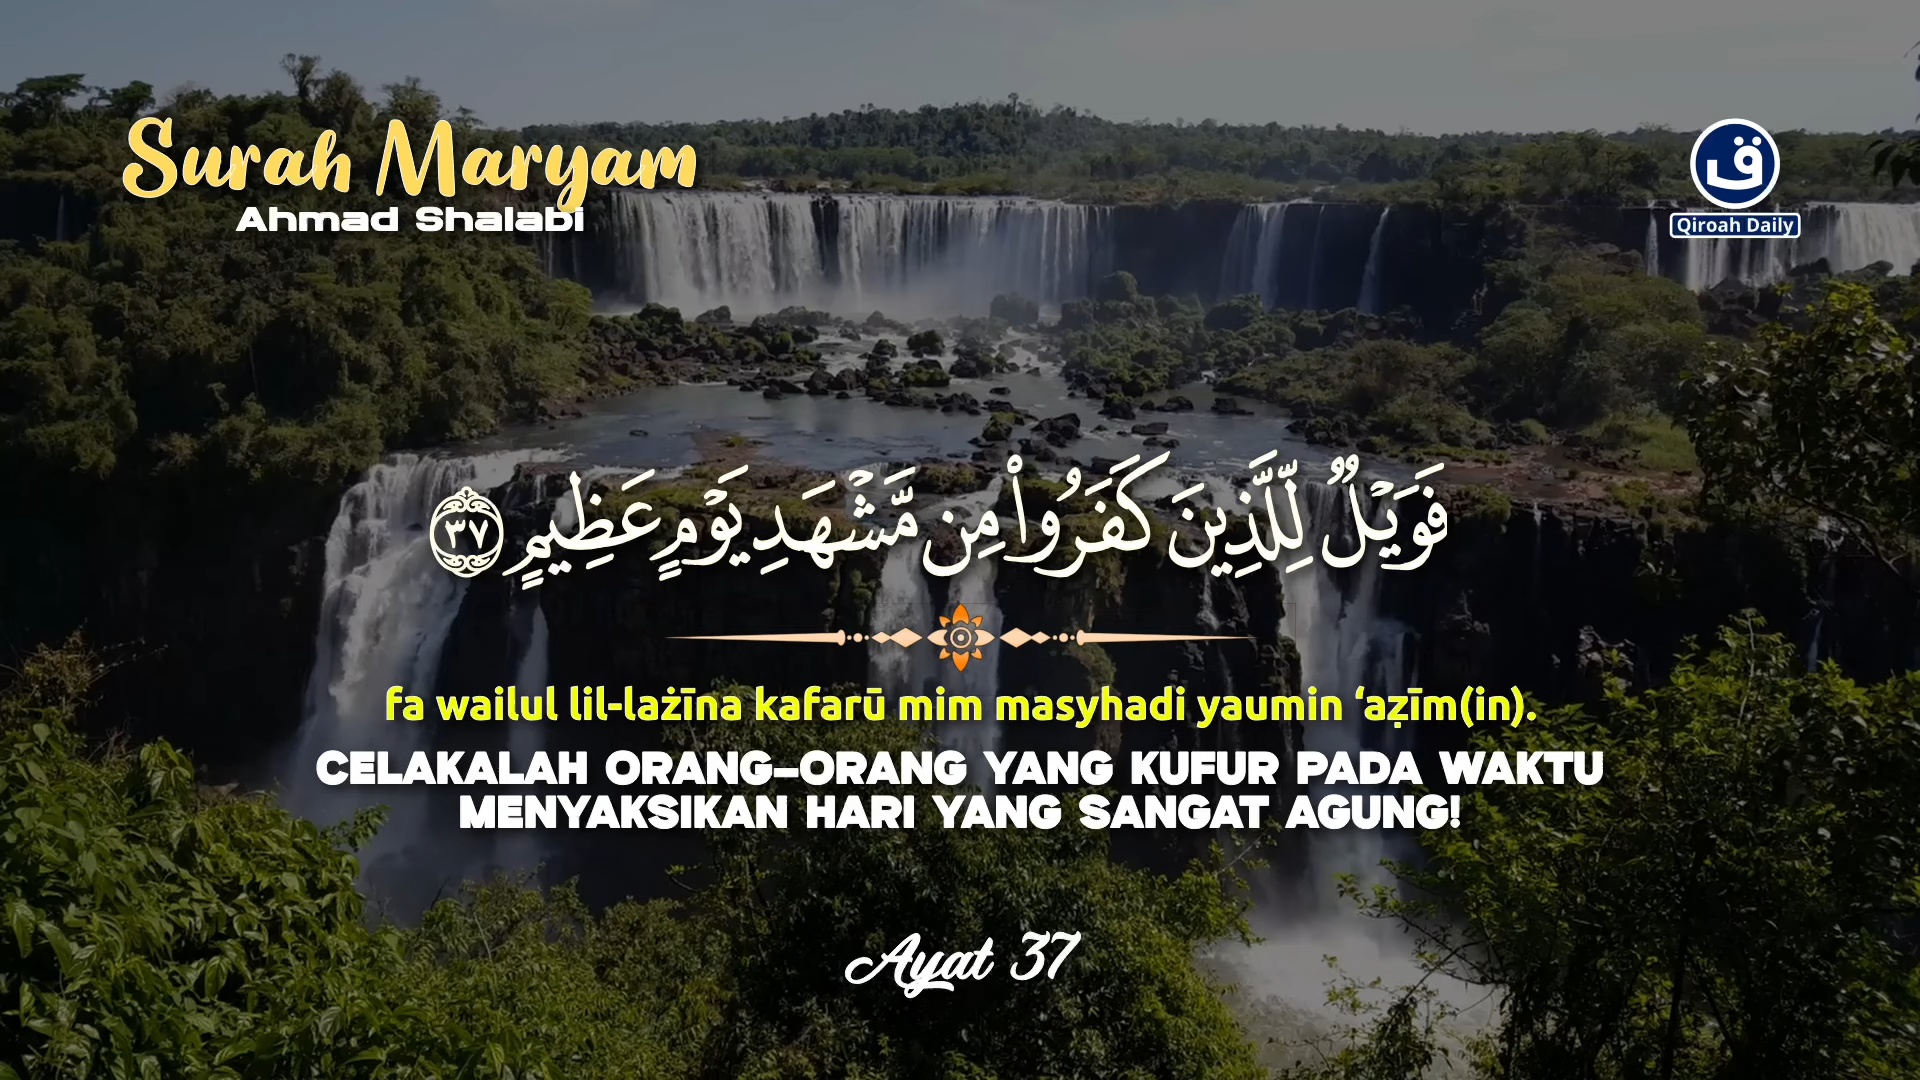 Surah Maryam
Ahmad Shalabi
ق
Qiroah Daily
فَوَيْلٌ لِّلَّذِينَ كَفَرُوا۟ مِن مَّشْهَدِ يَوْمٍ عَظِيمٍ ٣٧
fa wailul lil-lażīna kafarū mim masyhadi yaumin ‘aẓīm(in).
CELAKALAH ORANG-ORANG YANG KUFUR PADA WAKTU
MENYAKSIKAN HARI YANG SANGAT AGUNG!
Ayat 37